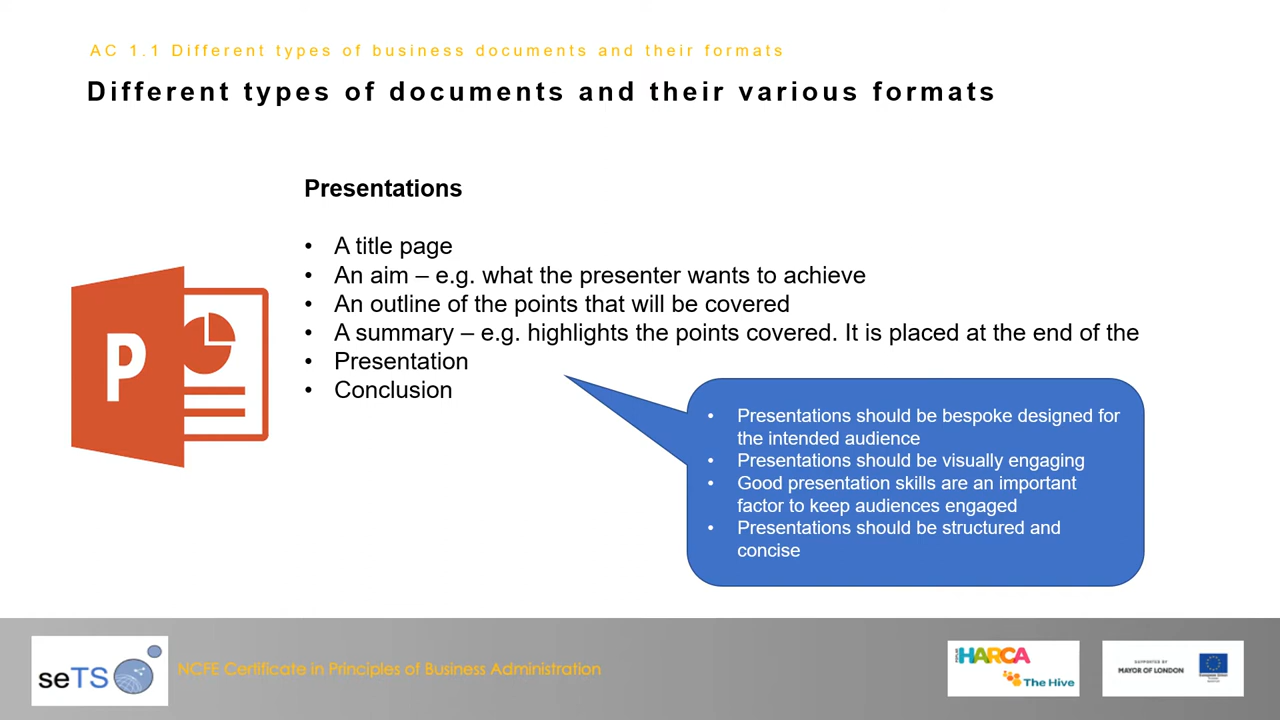 AC 1.1 Different types of business documents and their formats
Different types of documents and their various formats
Presentations
• A title page
• An aim – e.g. what the presenter wants to achieve
• An outline of the points that will be covered
• A summary – e.g. highlights the points covered. It is placed at the end of the
• Presentation
• Conclusion
P
• Presentations should be bespoke designed for
the intended audience
• Presentations should be visually engaging
• Good presentation skills are an important
factor to keep audiences engaged
• Presentations should be structured and
concise
seTS
NCFE Certificate in Principles of Business Administration
HARCA
The Hive
SUPPORTED BY
MAYOR OF LONDON
European Union